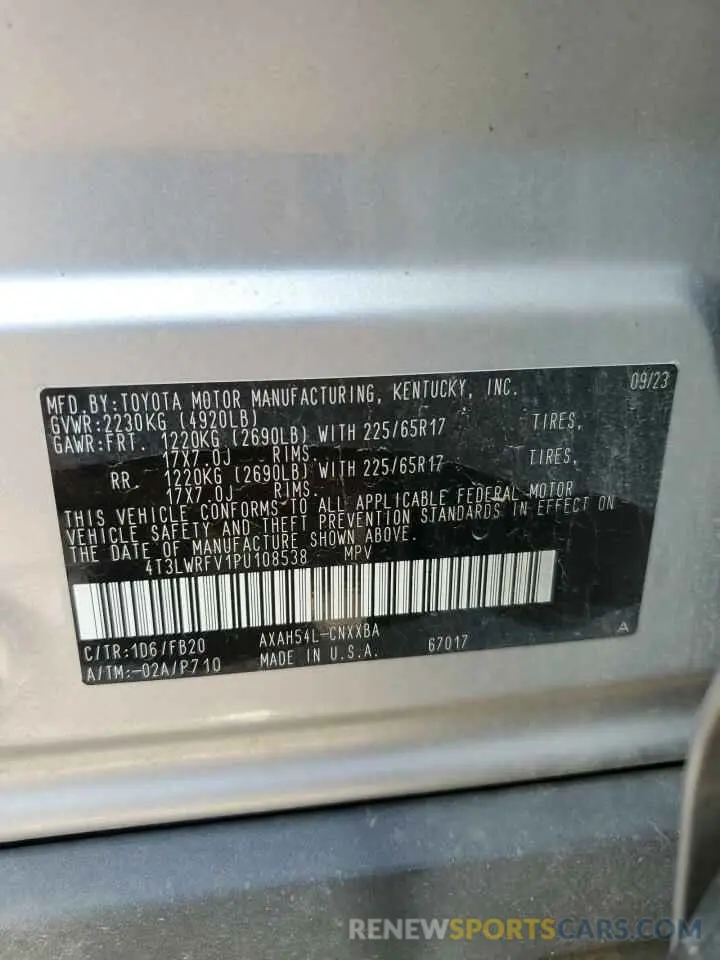 MFD.BY:TOYOTA MOTOR MANUFACTURING, KENTUCKY, INC. 09/23
GVWR:2230KG (4920LB)
GAWR:FRT. 1220KG (2690LB) WITH 225/65R17 TIRES,
17X7.0J RIMS.
RR. 1220KG (2690LB) WITH 225/65R17 TIRES,
17X7.0J RIMS.
THIS VEHICLE CONFORMS TO ALL APPLICABLE FEDERAL MOTOR
VEHICLE SAFETY AND THEFT PREVENTION STANDARDS IN EFFECT ON
THE DATE OF MANUFACTURE SHOWN ABOVE.
4T3LWRFV1PU108538 MPV
C/TR:1D6/FB20 AXAH54L-CNXXBA 67017 A
A/TM:-02A/P710 MADE IN U.S.A.
RENEWSPORTSCARS.COM